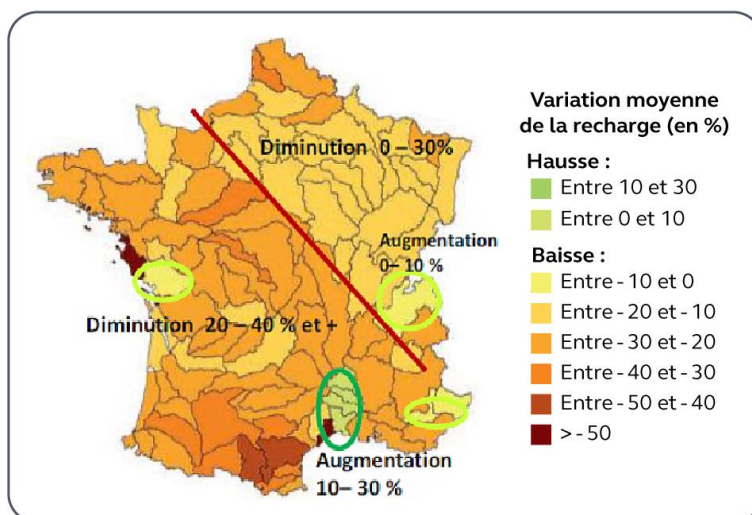 Diminution 0 – 30%
Augmentation
0– 10 %
Diminution 20 – 40 % et +
Augmentation
10– 30 %
Variation moyenne
de la recharge (en %)
Hausse :
Entre 10 et 30
Entre 0 et 10
Baisse :
Entre - 10 et 0
Entre - 20 et - 10
Entre - 30 et - 20
Entre - 40 et - 30
Entre - 50 et - 40
> - 50